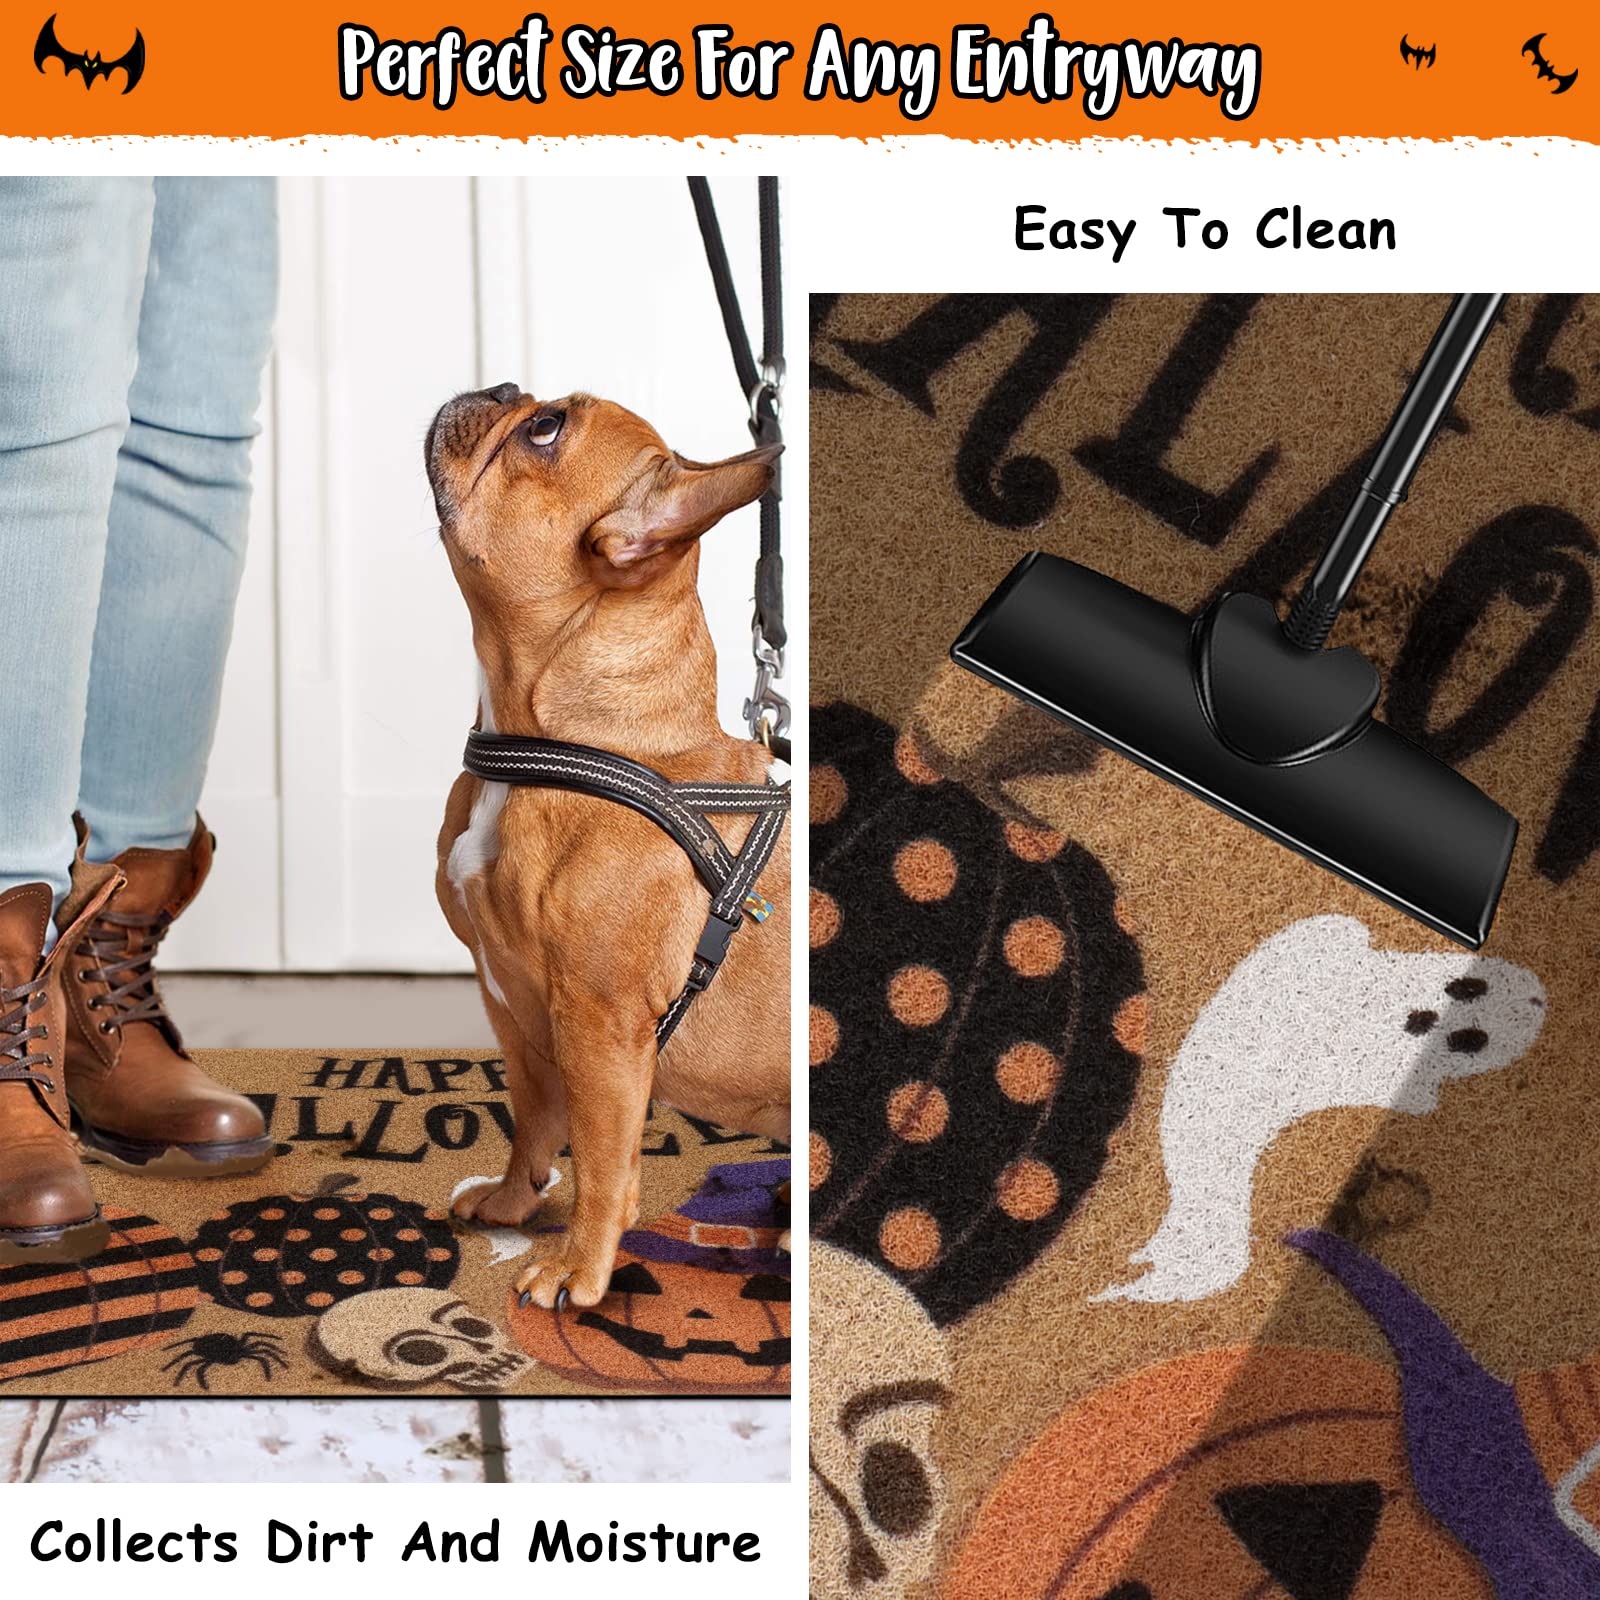 Perfect Size For Any Entryway
Easy To Clean
Collects Dirt And Moisture